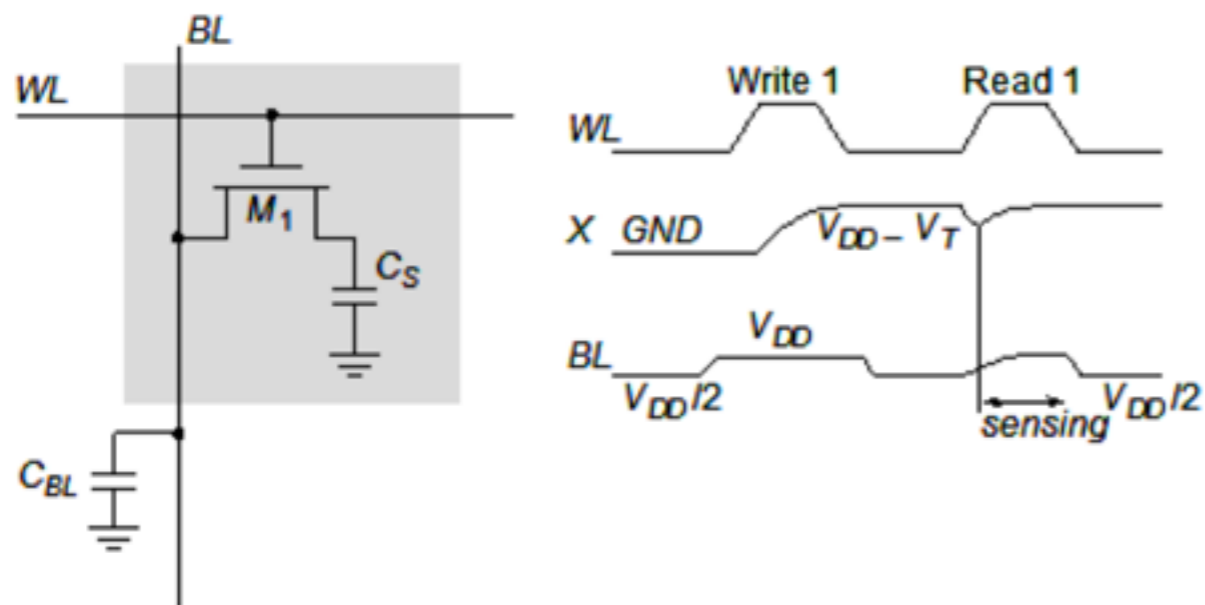 BL
WL
M1
CS
CBL
Write 1 Read 1
WL
X GND VDD – VT
BL VDD
VDD/2 sensing VDD/2